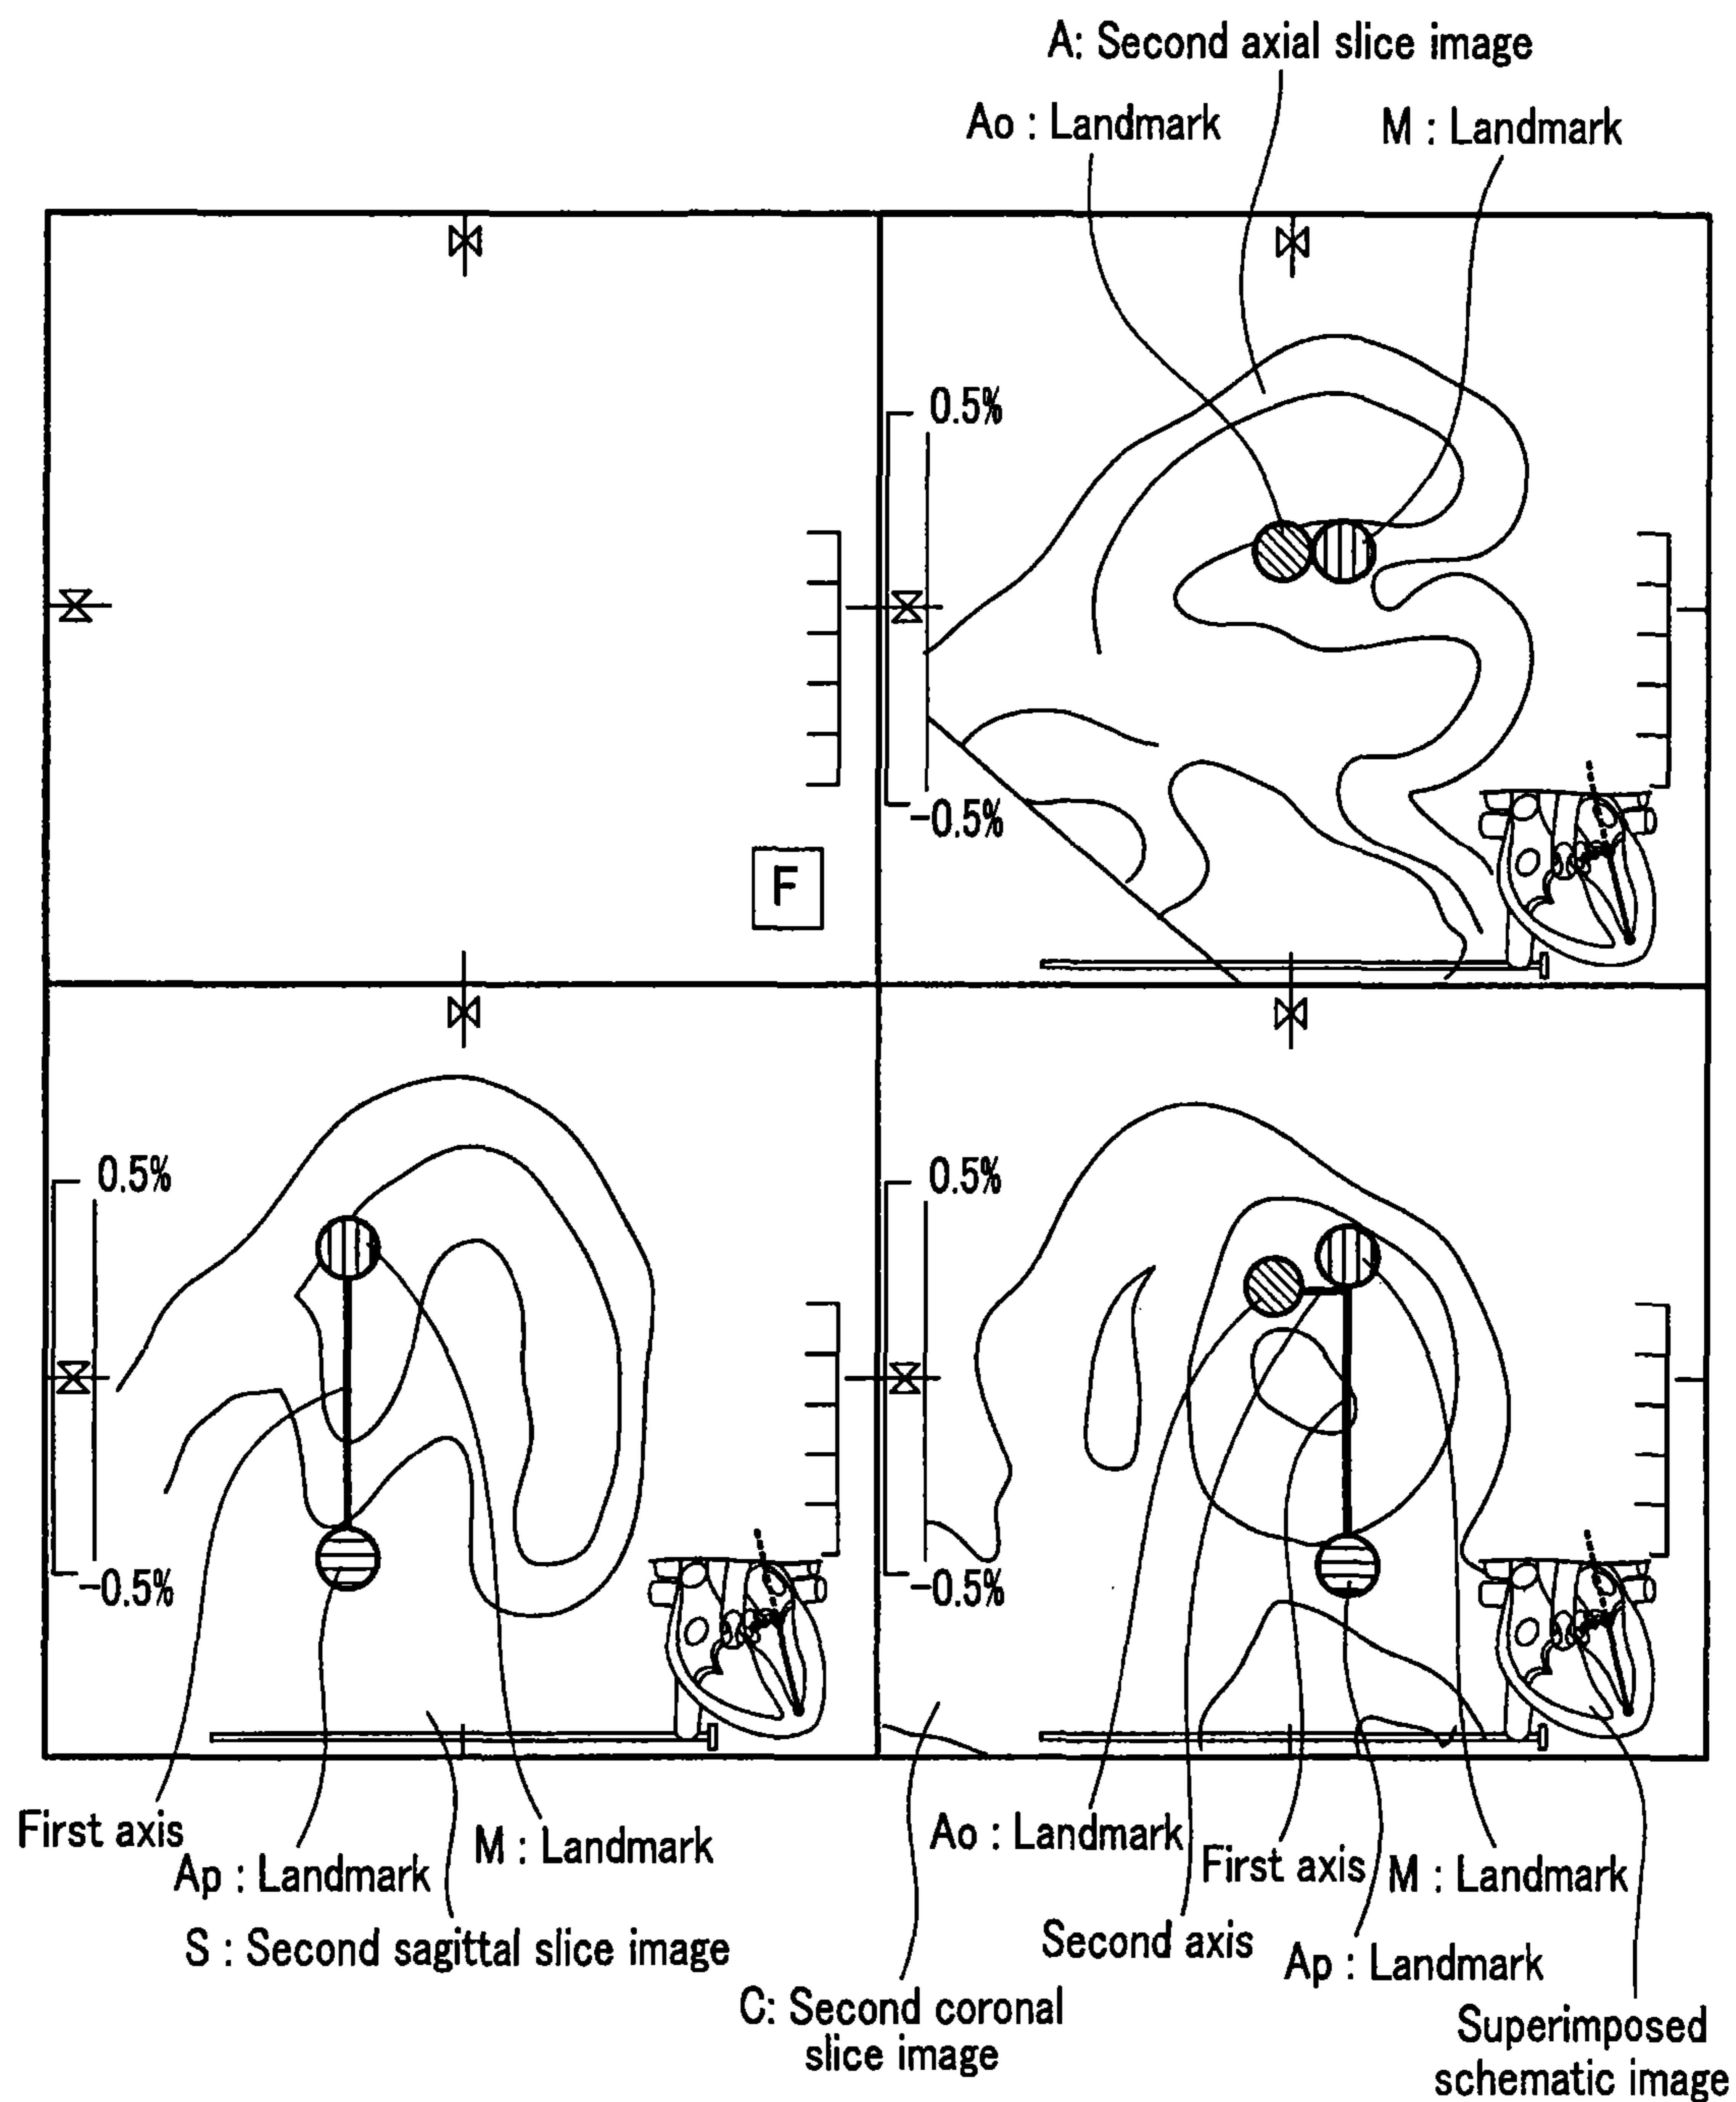 A: Second axial slice image
Ao : Landmark
M : Landmark
0.5%
-0.5%
F
0.5%
-0.5%
0.5%
-0.5%
First axis
Ap : Landmark
M : Landmark
S : Second sagittal slice image
Ao : Landmark
First axis
M : Landmark
Second axis
Ap : Landmark
C: Second coronal
slice image
Superimposed
schematic image